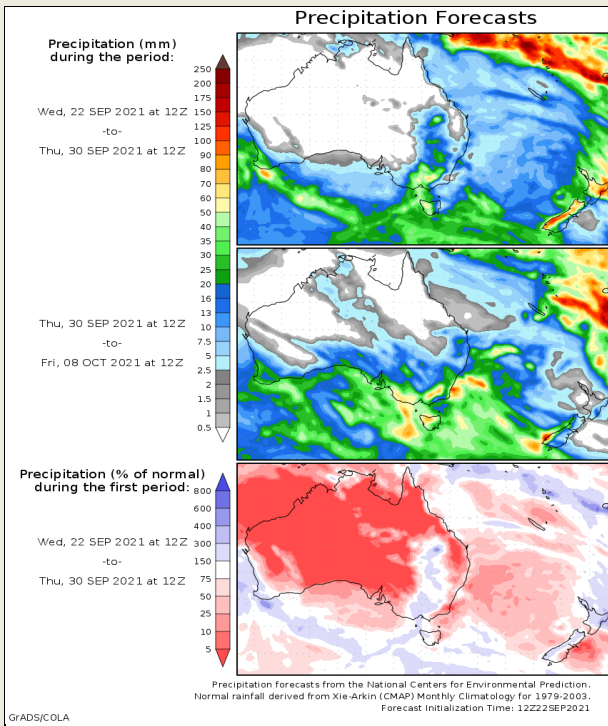 Precipitation Forecasts
Precipitation (mm)
during the period:
Wed, 22 SEP 2021 at 12Z
-to-
Thu, 30 SEP 2021 at 12Z
250
200
175
150
125
100
90
80
70
60
50
40
35
30
25
20
16
13
10
7.5
5
2.5
2
1.5
1
0.5
Thu, 30 SEP 2021 at 12Z
-to-
Fri, 08 OCT 2021 at 12Z
Precipitation (% of normal)
during the first period:
Wed, 22 SEP 2021 at 12Z
-to-
Thu, 30 SEP 2021 at 12Z
800
600
400
300
150
75
50
25
10
5
Precipitation forecasts from the National Centers for Environmental Prediction.
Normal rainfall derived from Xie-Arkin (CMAP) Monthly Climatology for 1979-2003.
Forecast Initialization Time: 12Z22SEP2021
GrADS/COLA